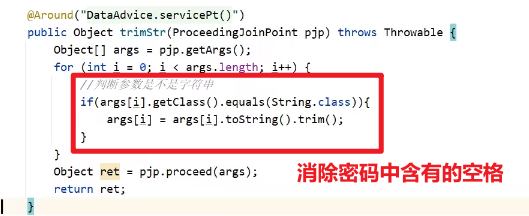 @Around("DataAdvice.servicePt()")
public Object trimStr(ProceedingJoinPoint pjp) throws Throwable {
    Object[] args = pjp.getArgs();
    for (int i = 0; i < args.length; i++) {
        //判断参数是不是字符串
        if(args[i].getClass().equals(String.class)){
            args[i] = args[i].toString().trim();
        }
    }
    Object ret = pjp.proceed(args);
    return ret;
}
消除密码中含有的空格